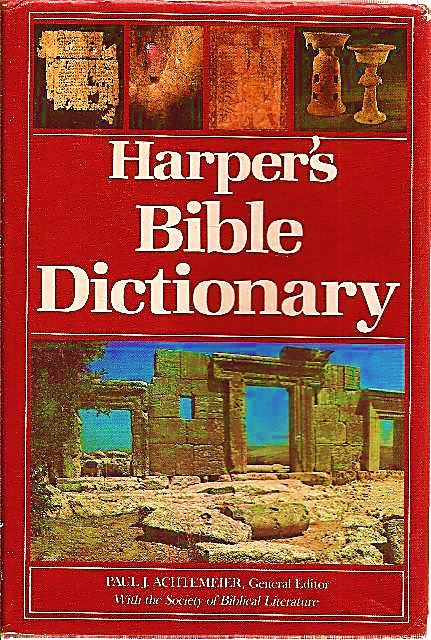 Harper's
Bible
Dictionary
PAUL J. ACHTEMEIER, General Editor
With the Society of Biblical Literature